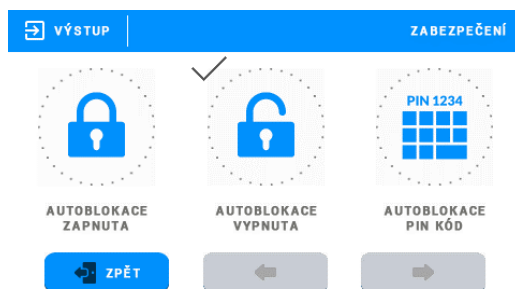 VÝSTUP
ZABEZPEČENÍ
PIN 1234
AUTOBLOKACE
ZAPNUTA
AUTOBLOKACE
VYPNUTA
AUTOBLOKACE
PIN KÓD
ZPĚT